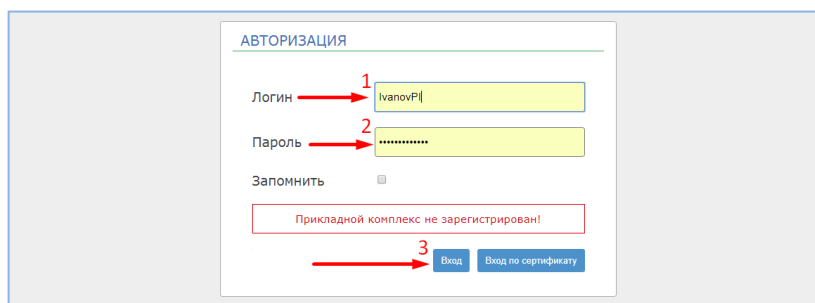 АВТОРИЗАЦИЯ
1
Логин IvanovPI
2
Пароль •••••••••••••
Запомнить
Прикладной комплекс не зарегистрирован!
3
Вход Вход по сертификату